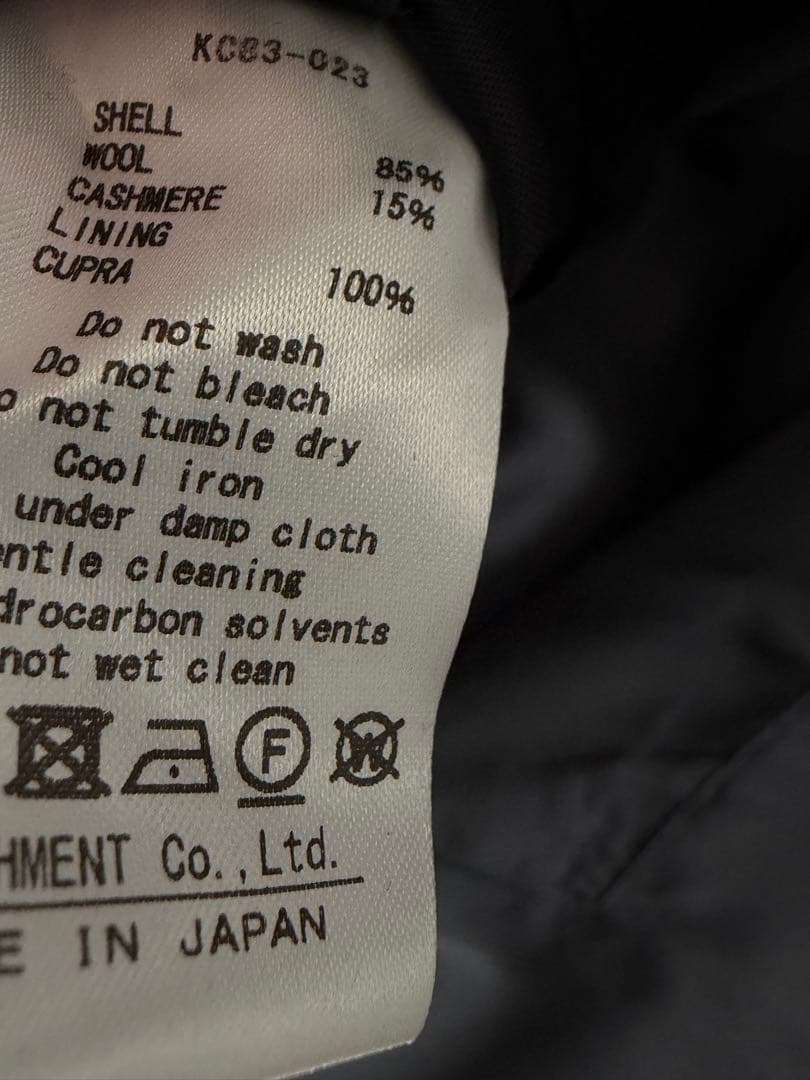 KC83-023
SHELL
WOOL 85%
CASHMERE 15%
LINING
CUPRA 100%
Do not wash
Do not bleach
o not tumble dry
Cool iron
under damp cloth
ntle cleaning
drocarbon solvents
not wet clean
F W
HMENT Co.,Ltd.
E IN JAPAN